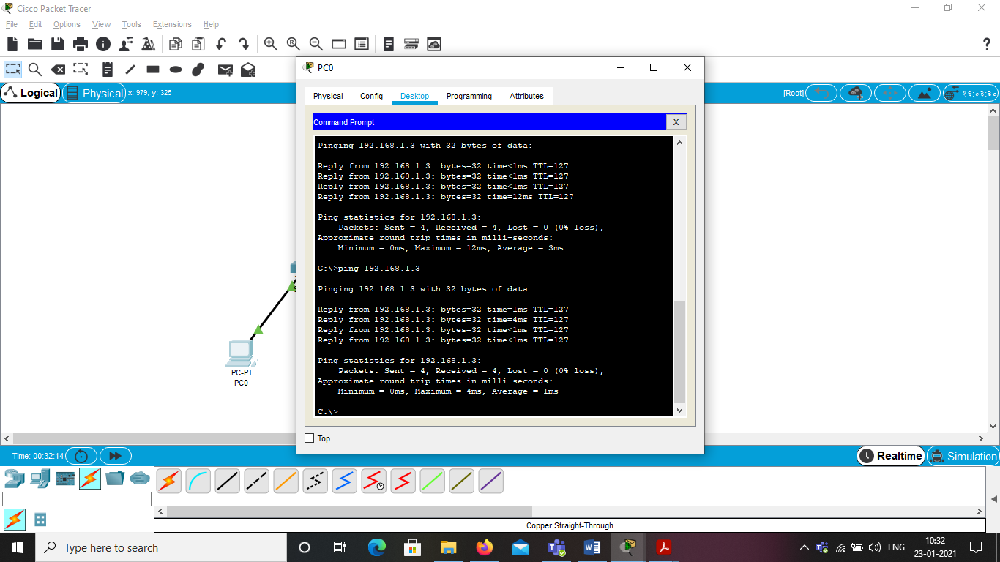 Cisco Packet Tracer
File Edit Options View Tools Extensions Help
?
Logical Physical x: 979, y: 325
[Root]
PC0
Physical Config Desktop Programming Attributes
Command Prompt
X
Pinging 192.168.1.3 with 32 bytes of data:
Reply from 192.168.1.3: bytes=32 time<1ms TTL=127
Reply from 192.168.1.3: bytes=32 time<1ms TTL=127
Reply from 192.168.1.3: bytes=32 time<1ms TTL=127
Reply from 192.168.1.3: bytes=32 time=12ms TTL=127
Ping statistics for 192.168.1.3:
Packets: Sent = 4, Received = 4, Lost = 0 (0% loss),
Approximate round trip times in milli-seconds:
Minimum = 0ms, Maximum = 12ms, Average = 3ms
C:\>ping 192.168.1.3
Pinging 192.168.1.3 with 32 bytes of data:
Reply from 192.168.1.3: bytes=32 time=1ms TTL=127
Reply from 192.168.1.3: bytes=32 time=4ms TTL=127
Reply from 192.168.1.3: bytes=32 time<1ms TTL=127
Reply from 192.168.1.3: bytes=32 time<1ms TTL=127
Ping statistics for 192.168.1.3:
Packets: Sent = 4, Received = 4, Lost = 0 (0% loss),
Approximate round trip times in milli-seconds:
Minimum = 0ms, Maximum = 4ms, Average = 1ms
C:\>
Top
PC-PT
PC0
Time: 00:32:14
Realtime Simulation
Copper Straight-Through
Type here to search
ENG
10:32
23-01-2021